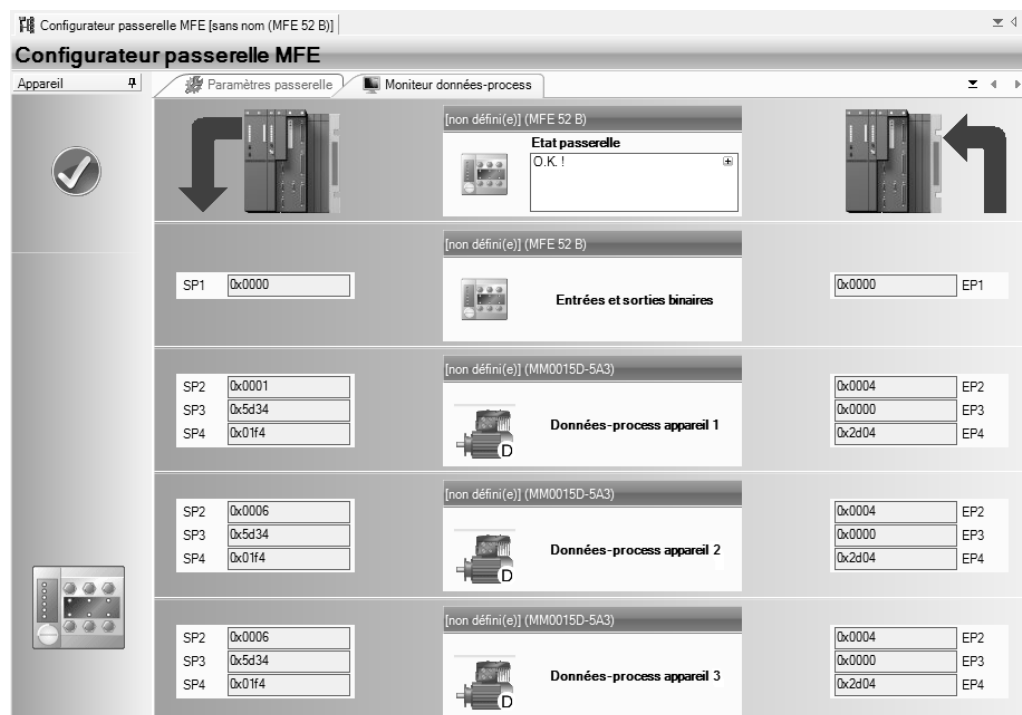 Configurateur passerelle MFE [sans nom (MFE 52 B)]
Configurateur passerelle MFE
Appareil
Paramètres passerelle
Moniteur données-process
[non défini(e)] (MFE 52 B)
Etat passerelle
O.K. !
[non défini(e)] (MFE 52 B)
SP1 0x0000
Entrées et sorties binaires
0x0000 EP1
[non défini(e)] (MM0015D-5A3)
SP2 0x0001
SP3 0x5d34
SP4 0x01f4
D
Données-process appareil 1
0x0004 EP2
0x0000 EP3
0x2d04 EP4
[non défini(e)] (MM0015D-5A3)
SP2 0x0006
SP3 0x5d34
SP4 0x01f4
D
Données-process appareil 2
0x0004 EP2
0x0000 EP3
0x2d04 EP4
[non défini(e)] (MM0015D-5A3)
SP2 0x0006
SP3 0x5d34
SP4 0x01f4
D
Données-process appareil 3
0x0004 EP2
0x0000 EP3
0x2d04 EP4